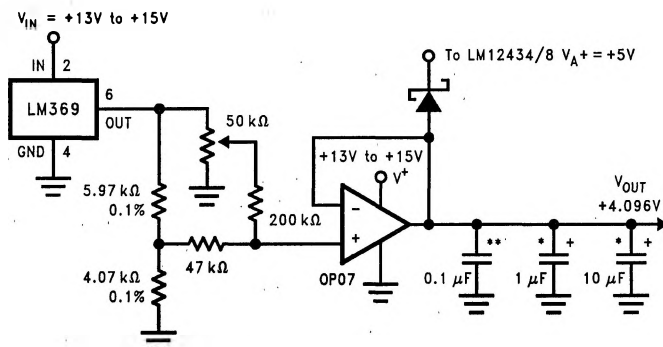 V_IN = +13V to +15V
IN 2
LM369
6
OUT
GND 4
50 kΩ
5.97 kΩ
0.1%
4.07 kΩ
0.1%
47 kΩ
200 kΩ
To LM12434/8 V_A+ = +5V
+13V to +15V
V+
-
+
OP07
V_OUT
+4.096V
**
0.1 μF
* +
1 μF
* +
10 μF